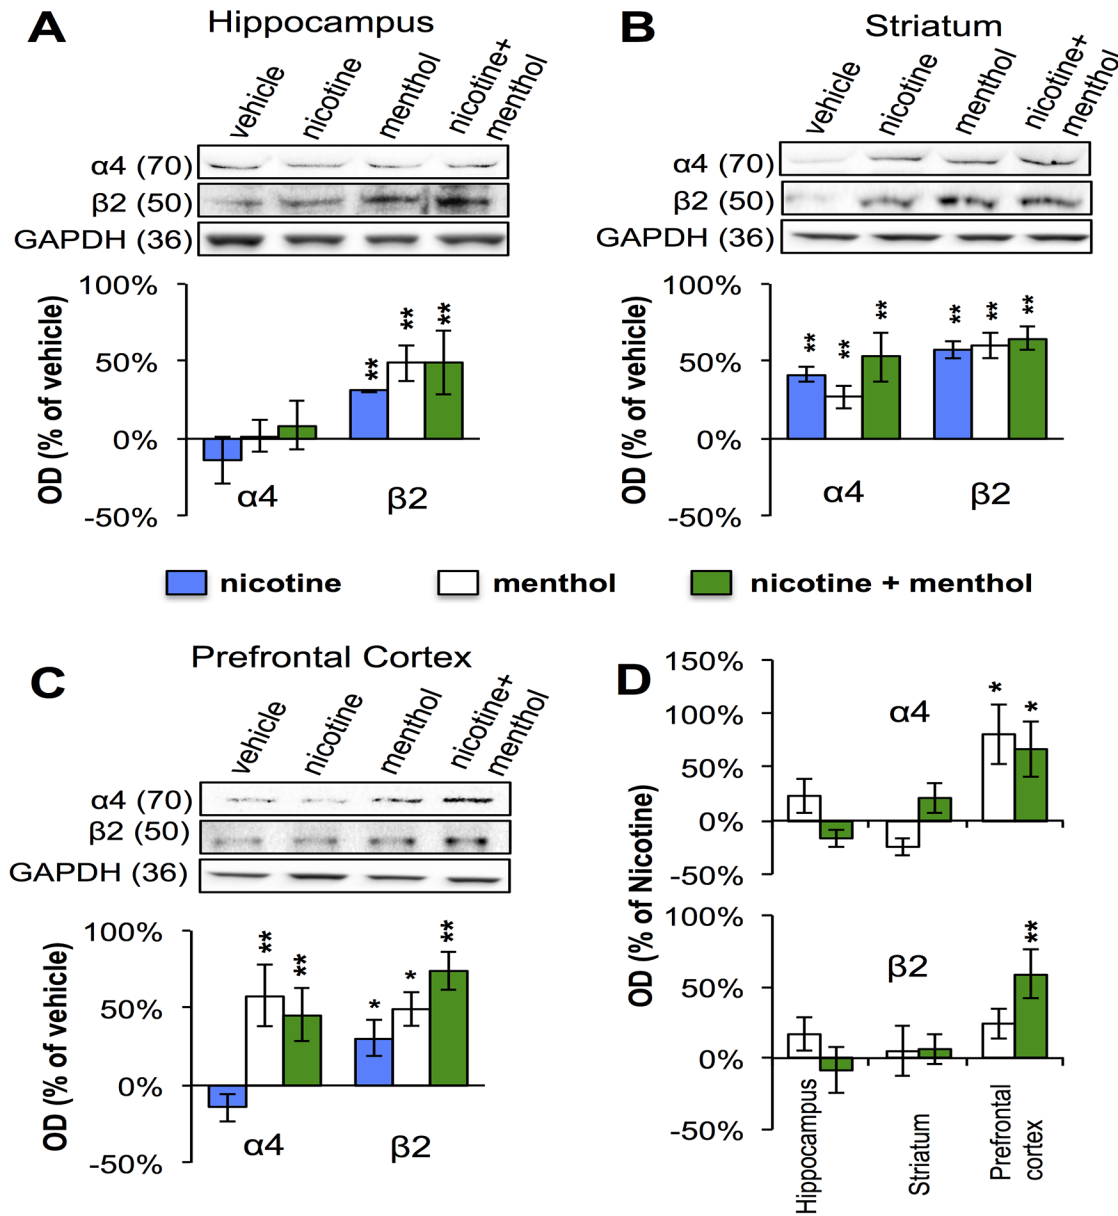 A
Hippocampus
vehicle
nicotine
menthol
nicotine+
menthol
α4 (70)
β2 (50)
GAPDH (36)
OD (% of vehicle)
100%
50%
0%
-50%
**
**
**
α4
β2
B
Striatum
vehicle
nicotine
menthol
nicotine+
menthol
α4 (70)
β2 (50)
GAPDH (36)
OD (% of vehicle)
100%
50%
0%
-50%
**
**
**
**
**
**
α4
β2
nicotine
menthol
nicotine + menthol
C
Prefrontal Cortex
vehicle
nicotine
menthol
nicotine+
menthol
α4 (70)
β2 (50)
GAPDH (36)
OD (% of vehicle)
100%
50%
0%
-50%
**
**
*
*
**
α4
β2
D
OD (% of Nicotine)
150%
100%
50%
0%
-50%
α4
*
*
100%
50%
0%
-50%
β2
**
Hippocampus
Striatum
Prefrontal
cortex